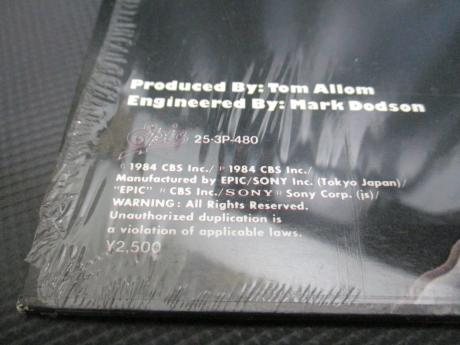 Produced By: Tom Allom
Engineered By: Mark Dodson
Epic 25·3P-480
℗1984 CBS Inc./ ℗ 1984 CBS Inc./
Manufactured by EPIC/SONY Inc. (Tokyo Japan)/
"EPIC" ® CBS Inc./SONY® Sony Corp. (js)/
WARNING: All Rights Reserved.
Unauthorized duplication is
a violation of applicable laws.
¥2,500